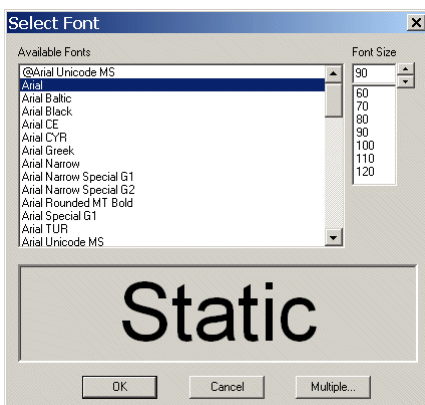 Select Font
Available Fonts
Font Size
@Arial Unicode MS
Arial
Arial Baltic
Arial Black
Arial CE
Arial CYR
Arial Greek
Arial Narrow
Arial Narrow Special G1
Arial Narrow Special G2
Arial Rounded MT Bold
Arial Special G1
Arial TUR
Arial Unicode MS
90
60
70
80
90
100
110
120
Static
OK
Cancel
Multiple...